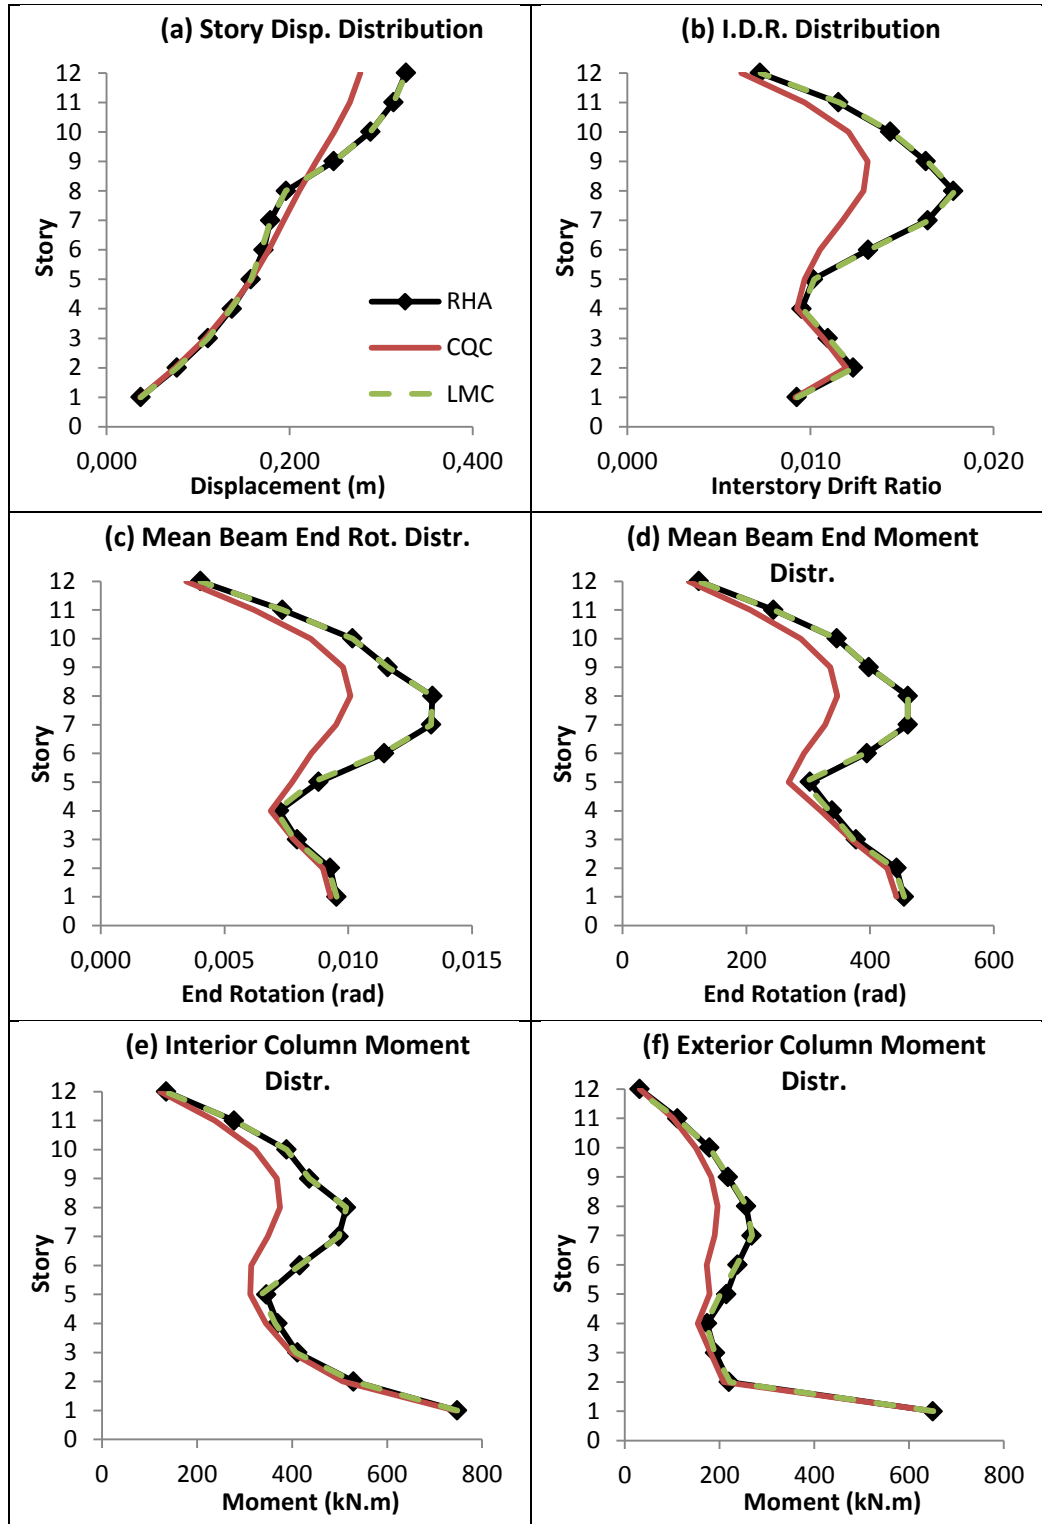 (a) Story Disp. Distribution
12
11
10
9
8
7
6
5
4
3
2
1
0
Story
RHA
CQC
LMC
0,000 0,200 0,400
Displacement (m)
(b) I.D.R. Distribution
12
11
10
9
8
7
6
5
4
3
2
1
0
Story
0,000 0,010 0,020
Interstory Drift Ratio
(c) Mean Beam End Rot. Distr.
12
11
10
9
8
7
6
5
4
3
2
1
0
Story
0,000 0,005 0,010 0,015
End Rotation (rad)
(d) Mean Beam End Moment
Distr.
12
11
10
9
8
7
6
5
4
3
2
1
0
Story
0 200 400 600
End Rotation (rad)
(e) Interior Column Moment
Distr.
12
11
10
9
8
7
6
5
4
3
2
1
0
Story
0 200 400 600 800
Moment (kN.m)
(f) Exterior Column Moment
Distr.
12
11
10
9
8
7
6
5
4
3
2
1
0
Story
0 200 400 600 800
Moment (kN.m)